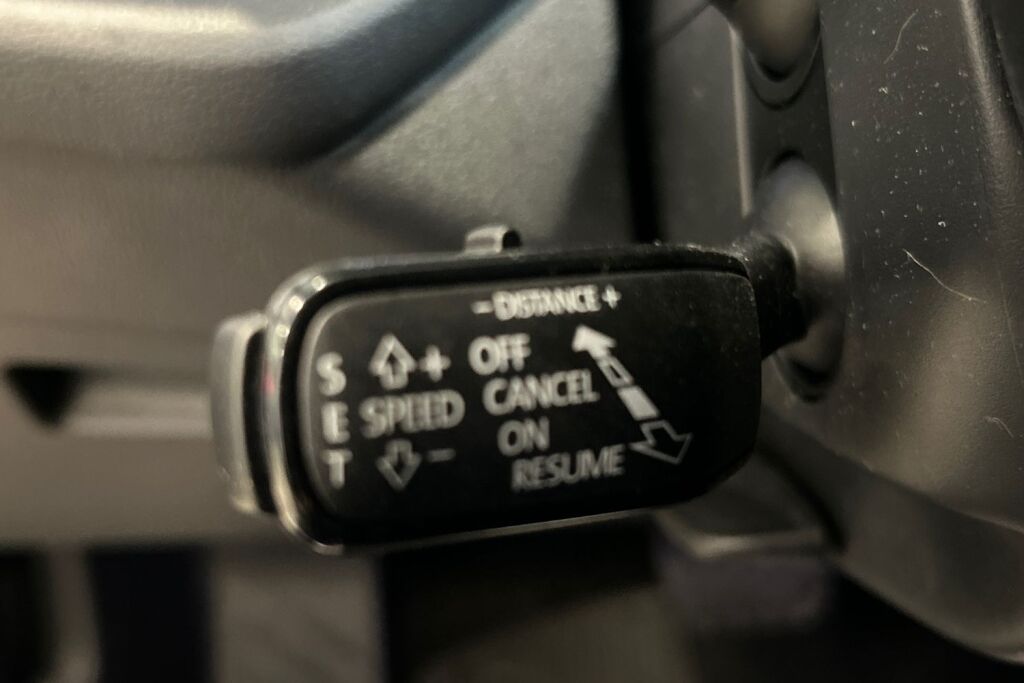 - DISTANCE +
SET
+
SPEED
-
OFF
CANCEL
ON
RESUME